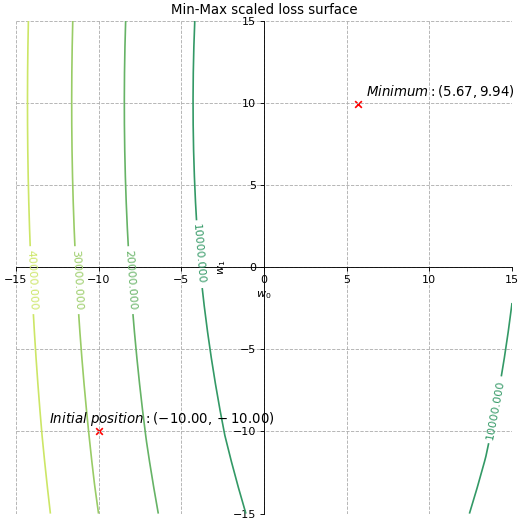 Min-Max scaled loss surface
15
Minimum: (5.67, 9.94)
10
5
10000.000
20000.000
30000.000
40000.000
w₁
0
−15 −10 −5 0 5 10 15
w₀
−5
Initial position: (−10.00, −10.00)
10000.000
−10
−15